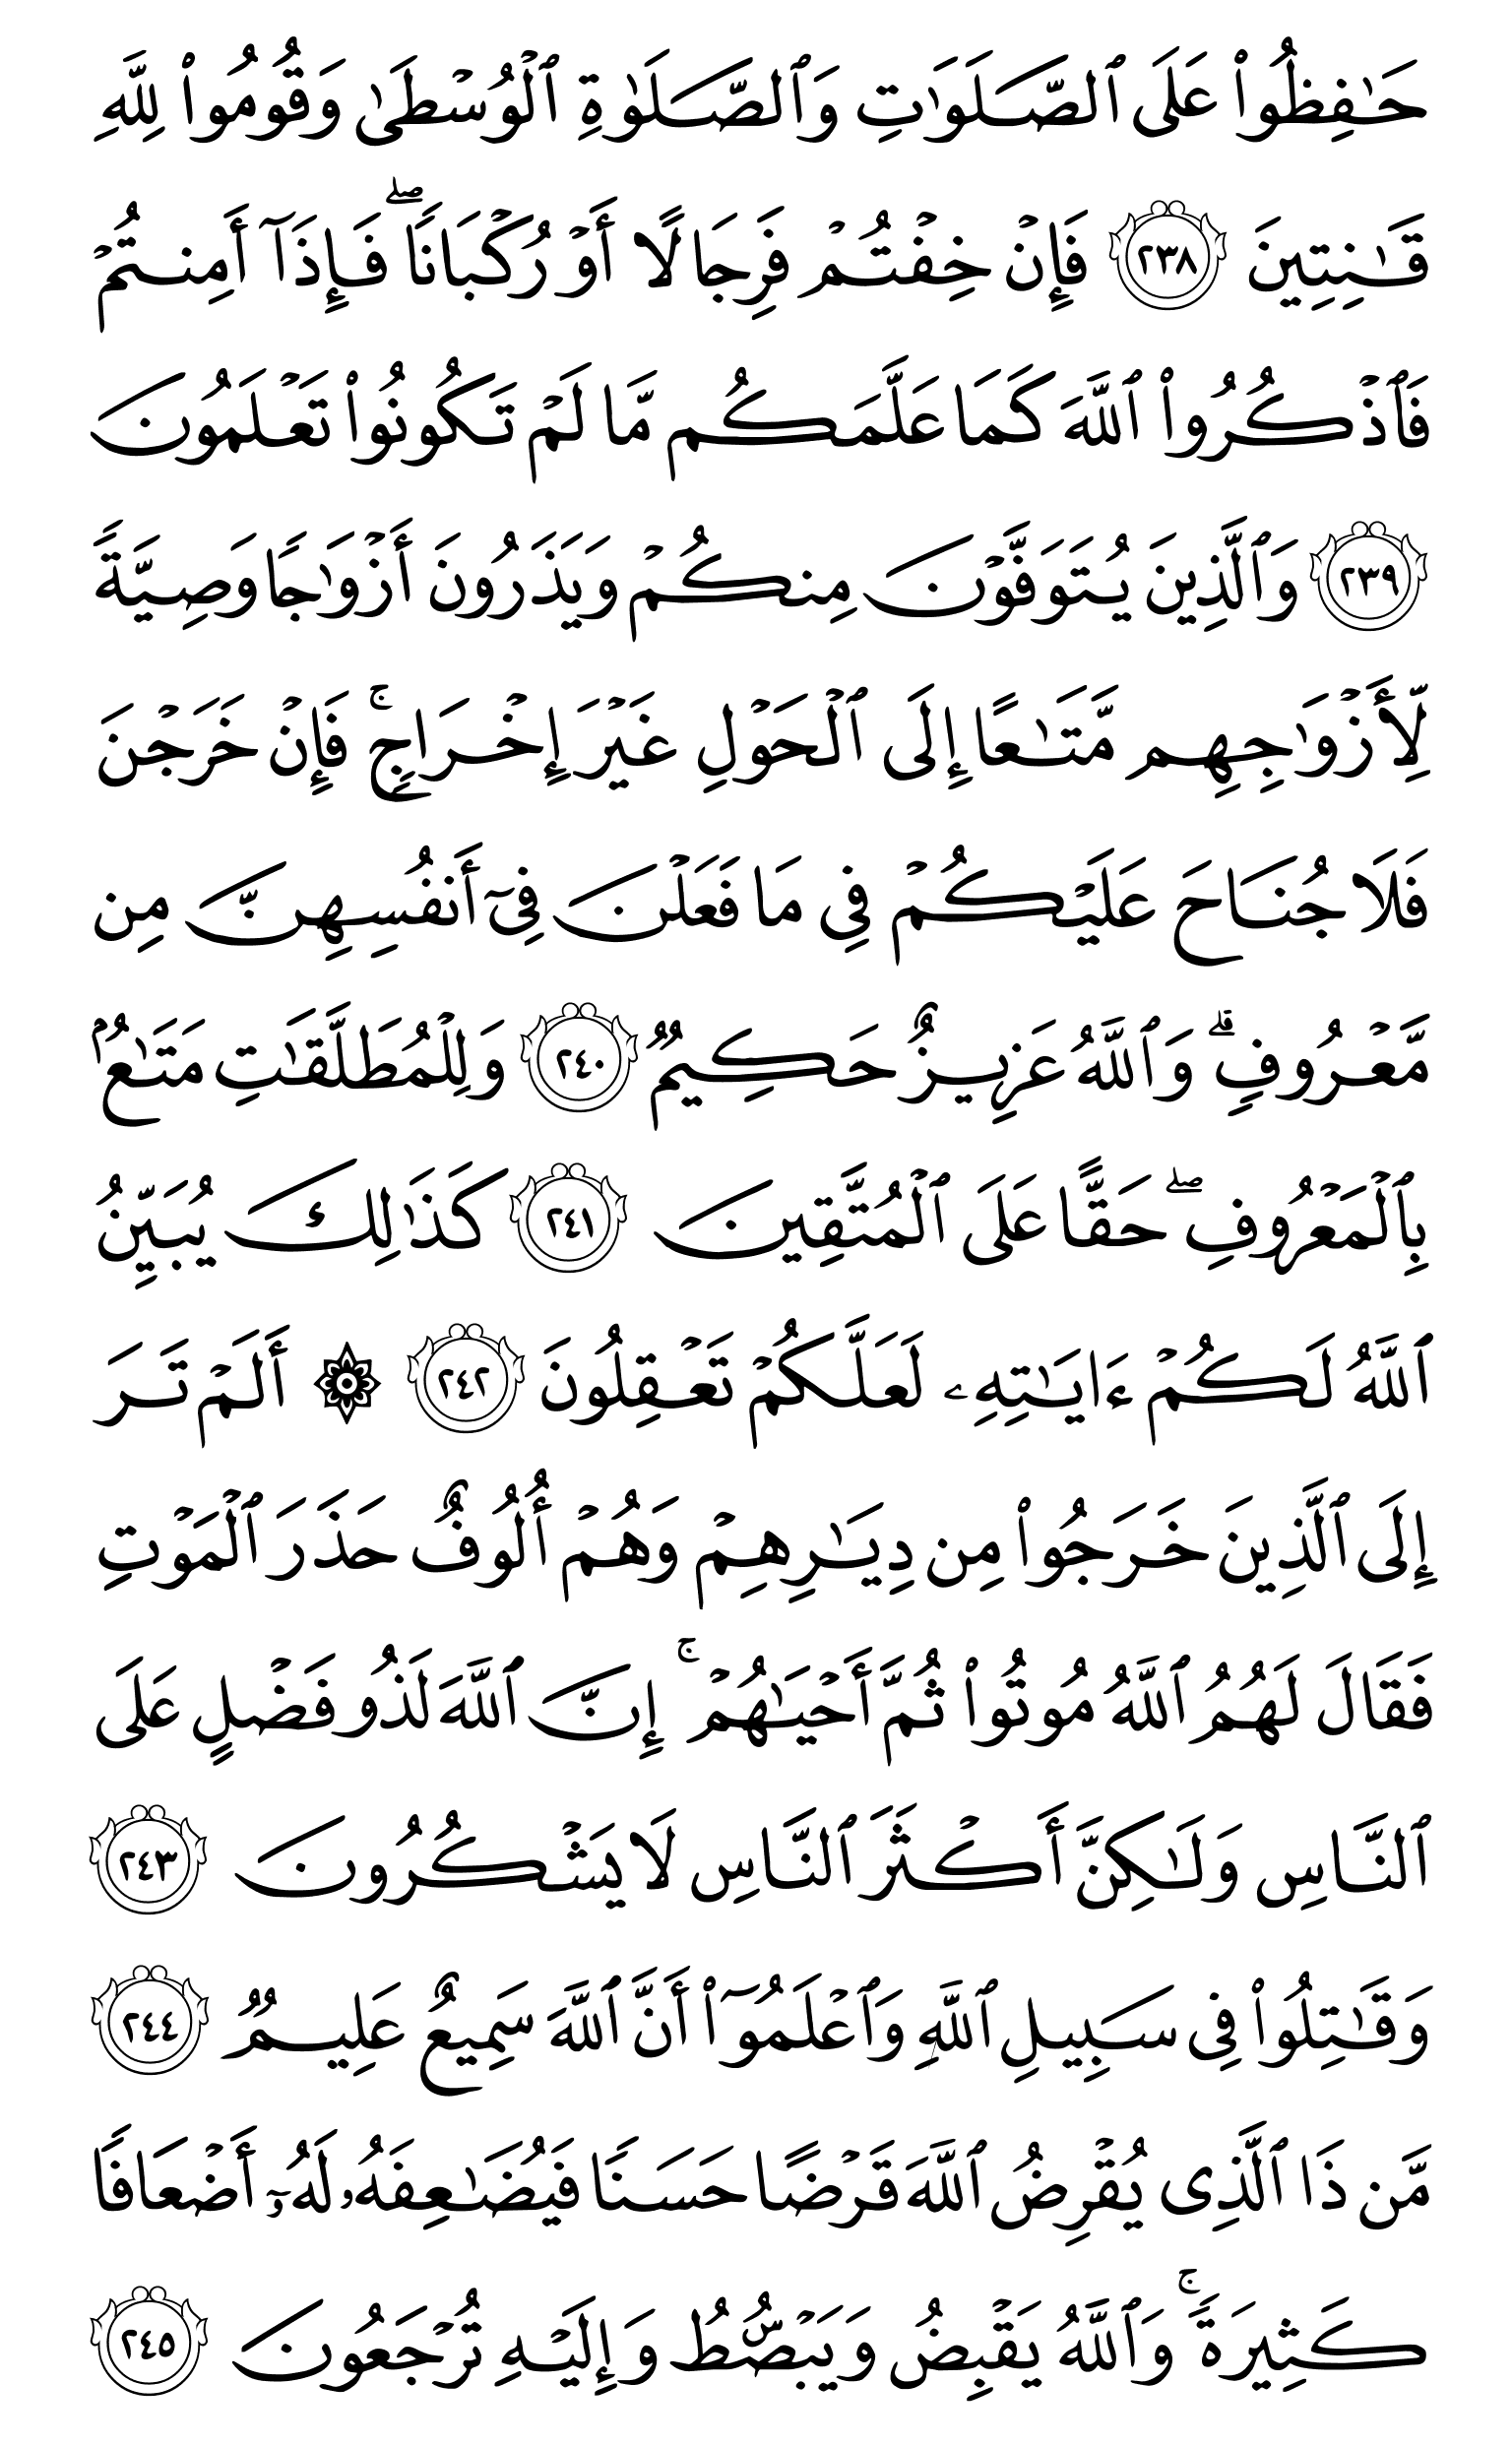 حَـٰفِظُوا۟ عَلَى ٱلصَّلَوَٰتِ وَٱلصَّلَوٰةِ ٱلْوُسْطَىٰ وَقُومُوا۟ لِلَّهِ
قَـٰنِتِينَ ٢٣٨ فَإِنْ خِفْتُمْ فَرِجَالًا أَوْ رُكْبَانًا ۖ فَإِذَآ أَمِنتُمْ
فَٱذْكُرُوا۟ ٱللَّهَ كَمَا عَلَّمَكُم مَّا لَمْ تَكُونُوا۟ تَعْلَمُونَ
٢٣٩ وَٱلَّذِينَ يُتَوَفَّوْنَ مِنكُمْ وَيَذَرُونَ أَزْوَٰجًا وَصِيَّةً
لِّأَزْوَٰجِهِم مَّتَـٰعًا إِلَى ٱلْحَوْلِ غَيْرَ إِخْرَاجٍ ۚ فَإِنْ خَرَجْنَ
فَلَا جُنَاحَ عَلَيْكُمْ فِى مَا فَعَلْنَ فِىٓ أَنفُسِهِنَّ مِن
مَّعْرُوفٍ ۗ وَٱللَّهُ عَزِيزٌ حَكِيمٌ ٢٤٠ وَلِلْمُطَلَّقَـٰتِ مَتَـٰعٌۢ
بِٱلْمَعْرُوفِ ۖ حَقًّا عَلَى ٱلْمُتَّقِينَ ٢٤١ كَذَٰلِكَ يُبَيِّنُ
ٱللَّهُ لَكُمْ ءَايَـٰتِهِۦ لَعَلَّكُمْ تَعْقِلُونَ ٢٤٢ ۞ أَلَمْ تَرَ
إِلَى ٱلَّذِينَ خَرَجُوا۟ مِن دِيَـٰرِهِمْ وَهُمْ أُلُوفٌ حَذَرَ ٱلْمَوْتِ
فَقَالَ لَهُمُ ٱللَّهُ مُوتُوا۟ ثُمَّ أَحْيَـٰهُمْ ۚ إِنَّ ٱللَّهَ لَذُو فَضْلٍ عَلَى
ٱلنَّاسِ وَلَـٰكِنَّ أَكْثَرَ ٱلنَّاسِ لَا يَشْكُرُونَ ٢٤٣
وَقَـٰتِلُوا۟ فِى سَبِيلِ ٱللَّهِ وَٱعْلَمُوٓا۟ أَنَّ ٱللَّهَ سَمِيعٌ عَلِيمٌ ٢٤٤
مَّن ذَا ٱلَّذِى يُقْرِضُ ٱللَّهَ قَرْضًا حَسَنًا فَيُضَـٰعِفَهُۥ لَهُۥٓ أَضْعَافًا
كَثِيرَةً ۚ وَٱللَّهُ يَقْبِضُ وَيَبْصُۜطُ وَإِلَيْهِ تُرْجَعُونَ ٢٤٥